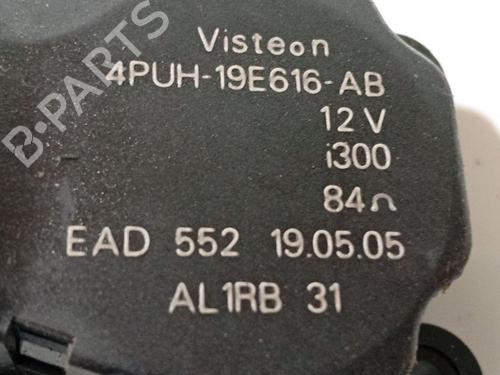 Visteon
4PUH-19E616-AB
12 V
i300
84Ω
EAD 552 19.05.05
AL1RB 31
B-PARTS